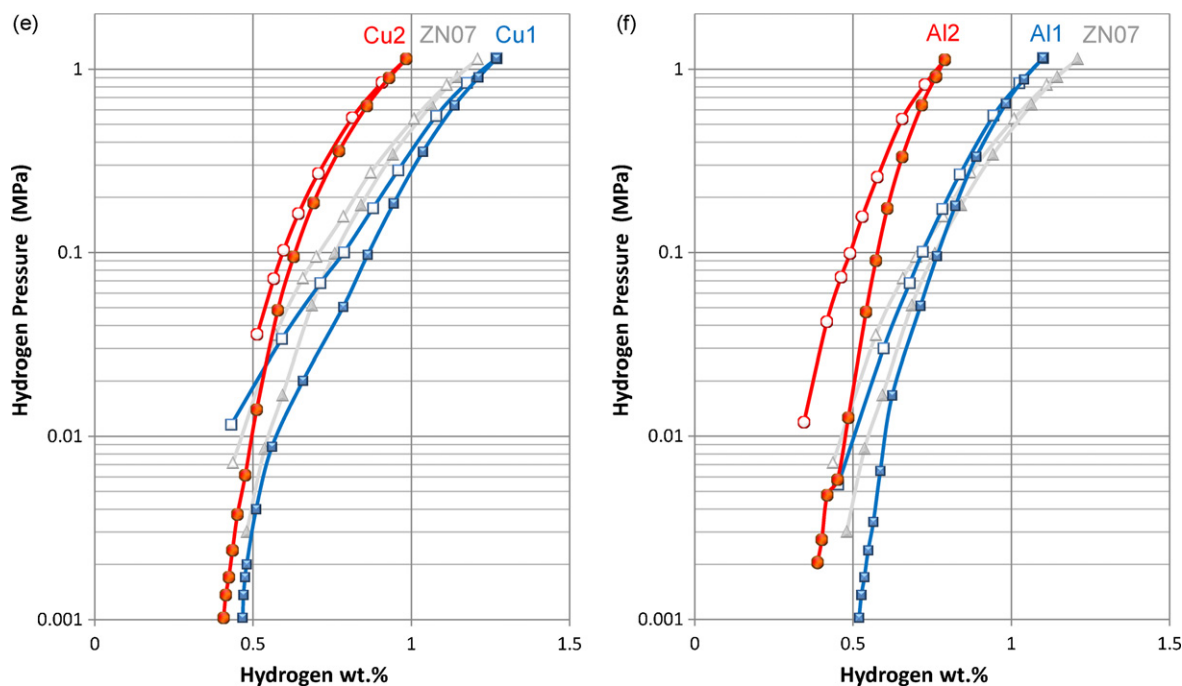 (e)
Cu2 ZN07 Cu1
1
0.1
0.01
0.001
0 0.5 1 1.5
Hydrogen Pressure (MPa)
Hydrogen wt.%
(f)
Al2 Al1 ZN07
1
0.1
0.01
0.001
0 0.5 1 1.5
Hydrogen Pressure (MPa)
Hydrogen wt.%